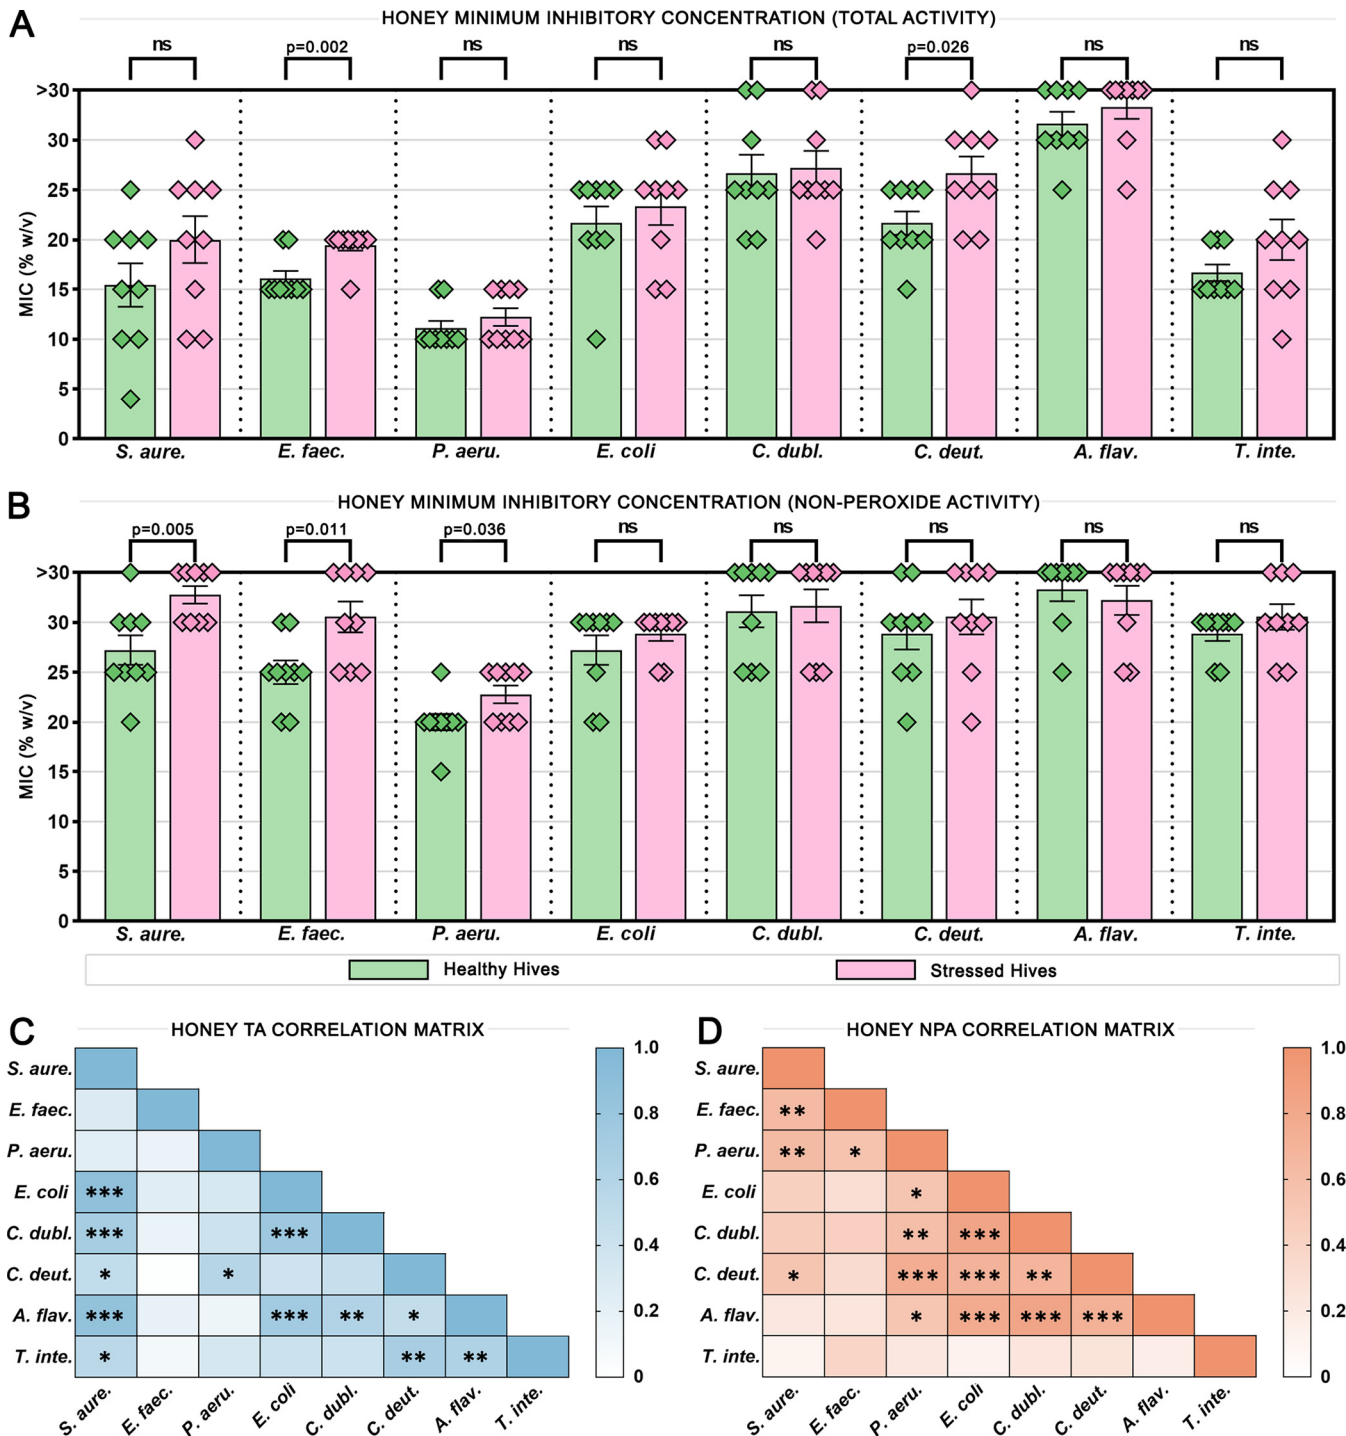 A
HONEY MINIMUM INHIBITORY CONCENTRATION (TOTAL ACTIVITY)
ns p=0.002 ns ns ns p=0.026 ns ns
>30
30
25
20
15
10
5
0
MIC (% w/v)
S. aure. E. faec. P. aeru. E. coli C. dubl. C. deut. A. flav. T. inte.
B
HONEY MINIMUM INHIBITORY CONCENTRATION (NON-PEROXIDE ACTIVITY)
p=0.005 p=0.011 p=0.036 ns ns ns ns ns
>30
30
25
20
15
10
5
0
MIC (% w/v)
S. aure. E. faec. P. aeru. E. coli C. dubl. C. deut. A. flav. T. inte.
Healthy Hives Stressed Hives
C
HONEY TA CORRELATION MATRIX
S. aure.
E. faec.
P. aeru.
E. coli ***
C. dubl. *** ***
C. deut. * *
A. flav. *** *** ** *
T. inte. * ** **
S. aure. E. faec. P. aeru. E. coli C. dubl. C. deut. A. flav. T. inte.
1.0
0.8
0.6
0.4
0.2
0
D
HONEY NPA CORRELATION MATRIX
S. aure.
E. faec. **
P. aeru. ** *
E. coli *
C. dubl. ** ***
C. deut. * *** *** **
A. flav. * *** *** ***
T. inte.
S. aure. E. faec. P. aeru. E. coli C. dubl. C. deut. A. flav. T. inte.
1.0
0.8
0.6
0.4
0.2
0